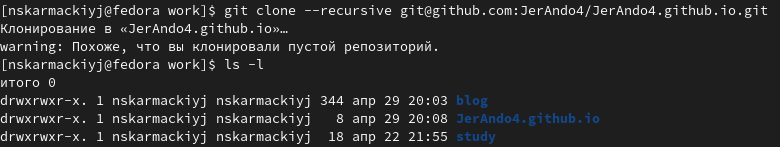 [nskarmackiyj@fedora work]$ git clone --recursive git@github.com:JerAndo4/JerAndo4.github.io.git
Клонирование в «JerAndo4.github.io»…
warning: Похоже, что вы клонировали пустой репозиторий.
[nskarmackiyj@fedora work]$ ls -l
итого 0
drwxrwxr-x. 1 nskarmackiyj nskarmackiyj 344 апр 29 20:03 blog
drwxrwxr-x. 1 nskarmackiyj nskarmackiyj   8 апр 29 20:08 JerAndo4.github.io
drwxrwxr-x. 1 nskarmackiyj nskarmackiyj  18 апр 22 21:55 study